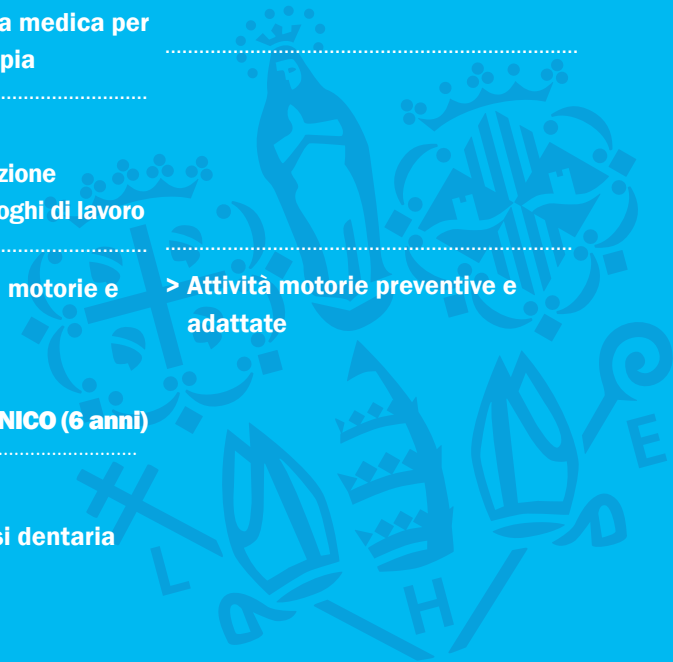 a medica per
pia
zione
oghi di lavoro
motorie e
> Attività motorie preventive e
adattate
NICO (6 anni)
si dentaria
E
L
H